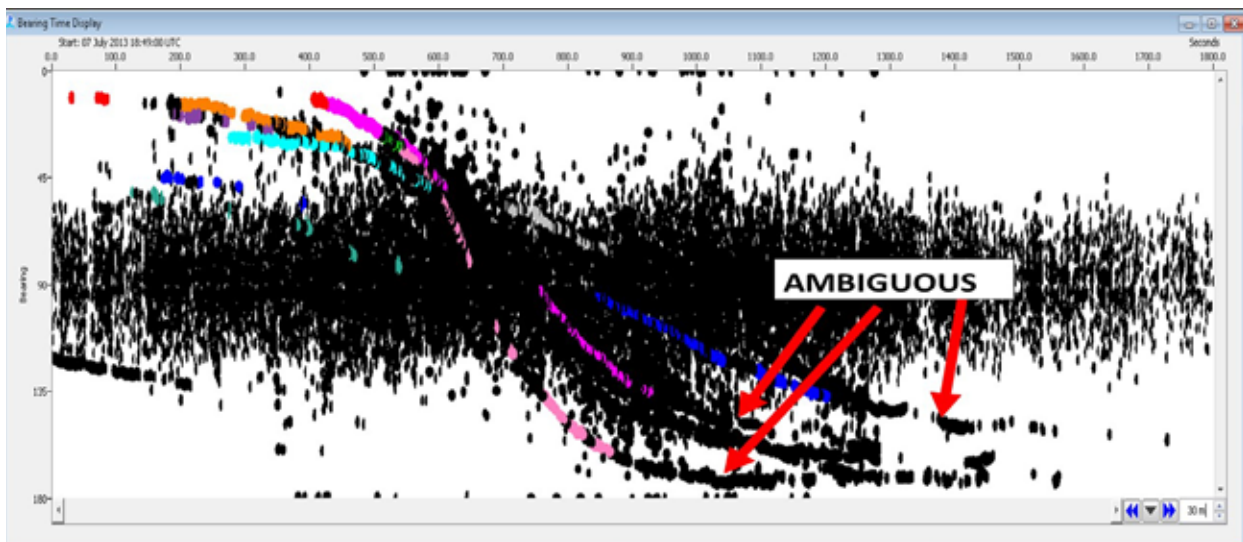 Bearing Time Display
Start: 07 July 2013 18:49:00 UTC
Seconds
0.0 100.0 200.0 300.0 400.0 500.0 600.0 700.0 800.0 900.0 1000.0 1100.0 1200.0 1300.0 1400.0 1500.0 1600.0 1700.0 1800.0
0
45
AMBIGUOUS
Bearing
90
135
180
30 m